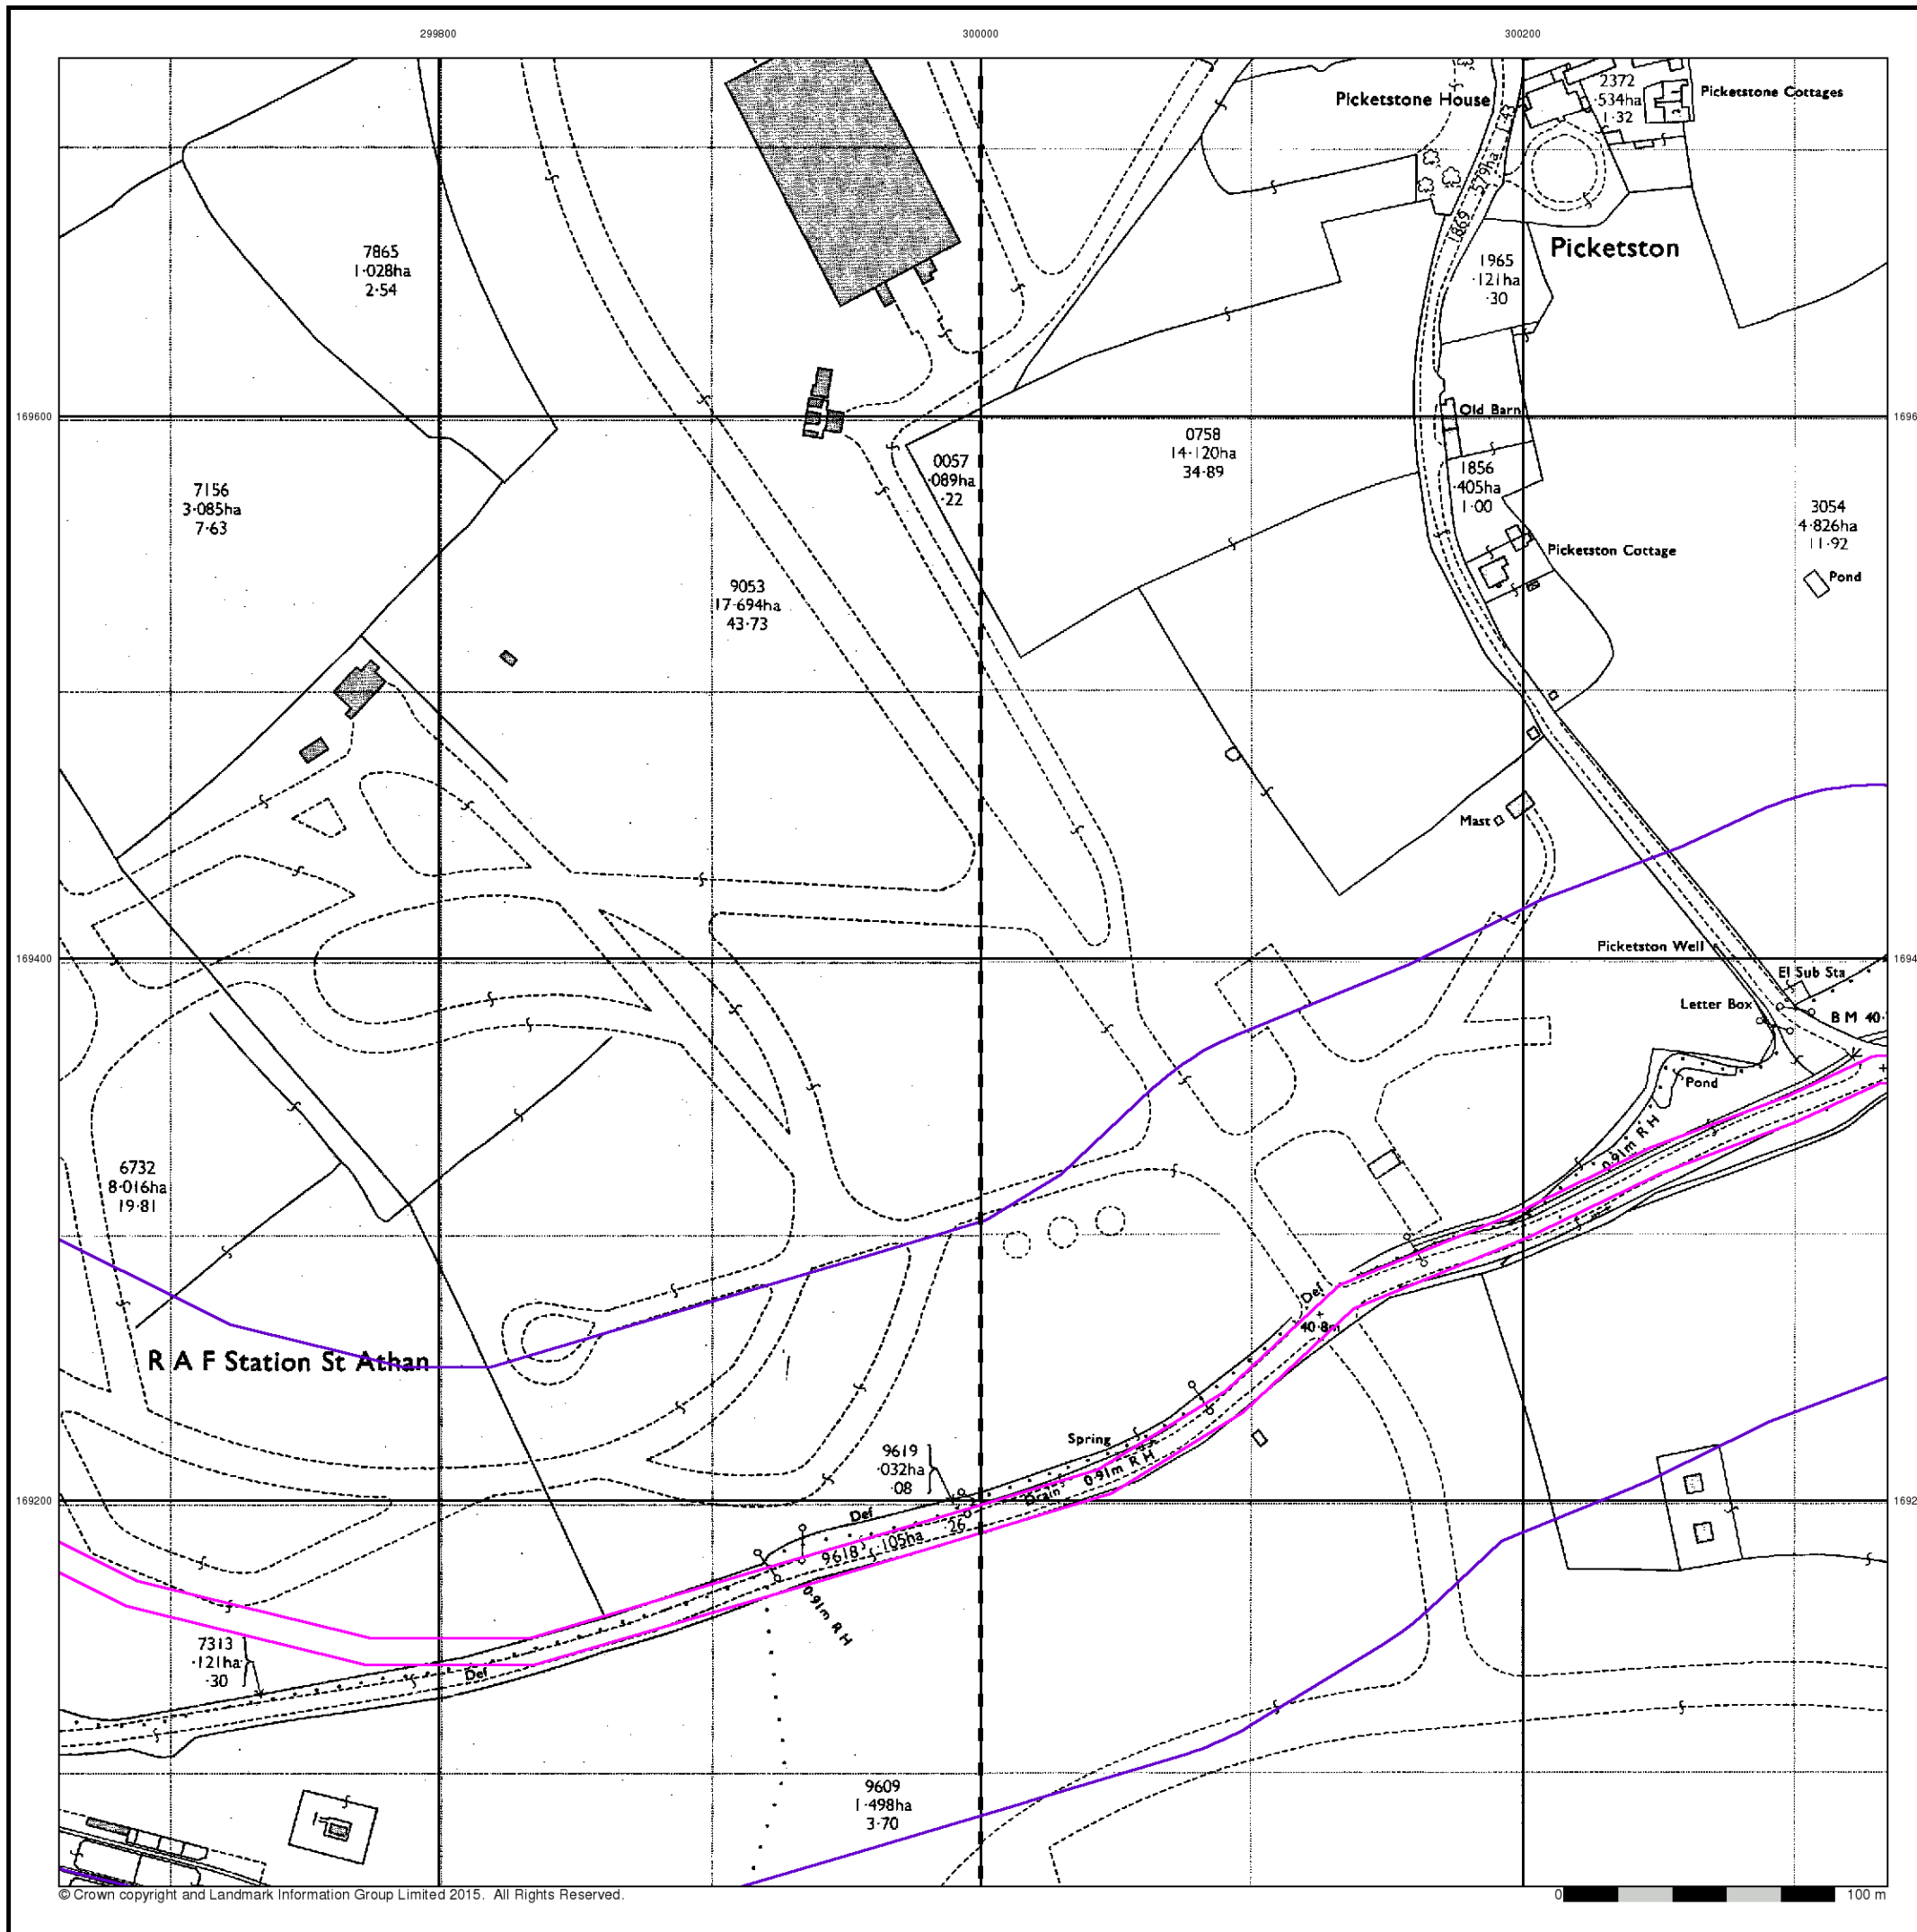 299800
300000
300200
Picketstone House
2372
·534ha
1·32
Picketstone Cottages
1869 ·579ha 1·43
7865
1·028ha
2·54
Picketston
1965
·121ha
·30
169600
1696
Old Barn
0758
14·120ha
34·89
0057
·089ha
·22
1856
·405ha
1·00
7156
3·085ha
7·63
3054
4·826ha
11·92
Picketston Cottage
Pond
9053
17·694ha
43·73
Mast
169400
1694
Picketston Well
El Sub Sta
Letter Box
B M 40·
Pond
0·91m R H
6732
8·016ha
19·81
Def
40·8m
R A F Station St Athan
Spring
9619
·032ha
·08
0·91m R H
Drain
169200
1692
Def
9618 ·105ha ·26
0·91m R H
7313
·121ha
·30
Def
9609
1·498ha
3·70
© Crown copyright and Landmark Information Group Limited 2015. All Rights Reserved.
0 100 m